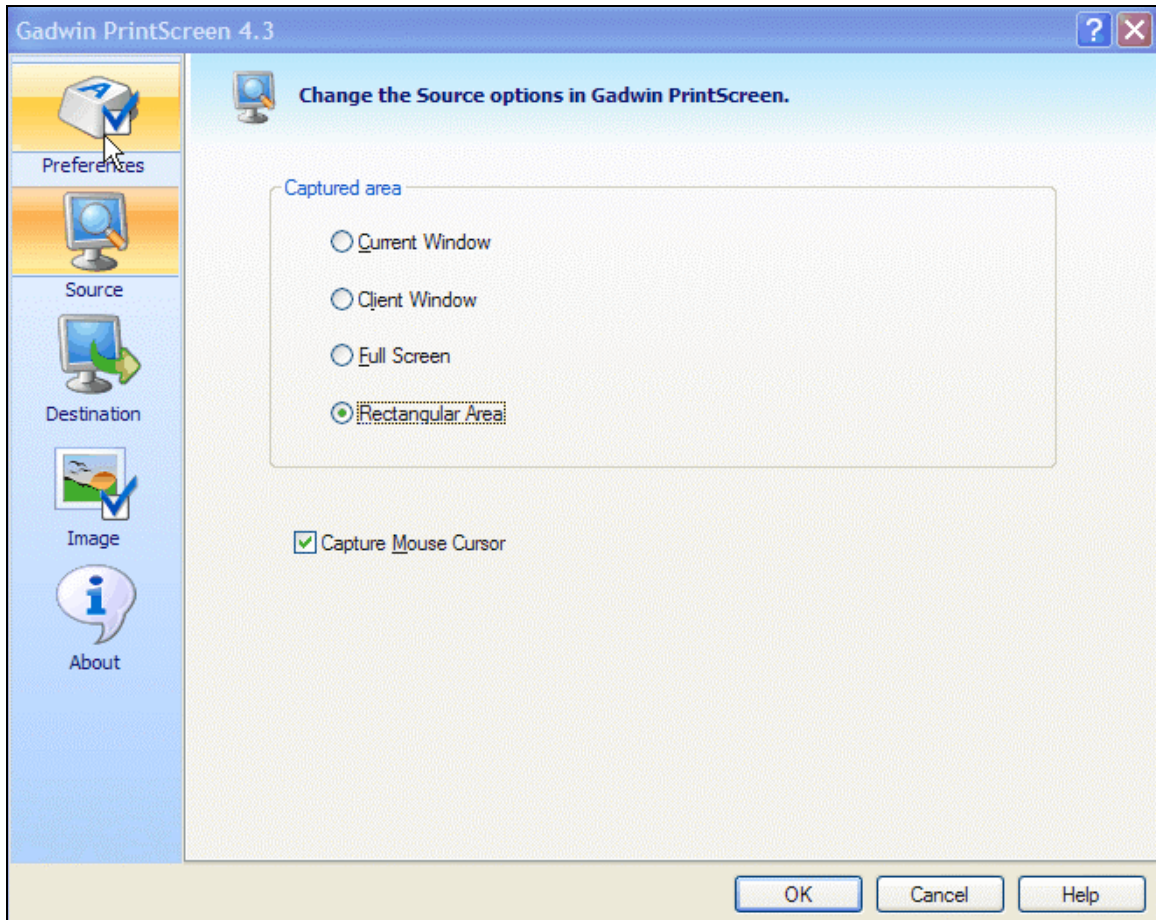 Gadwin PrintScreen 4.3
Change the Source options in Gadwin PrintScreen.
Preferences
Source
Destination
Image
About
Captured area
Current Window
Client Window
Full Screen
Rectangular Area
Capture Mouse Cursor
OK
Cancel
Help